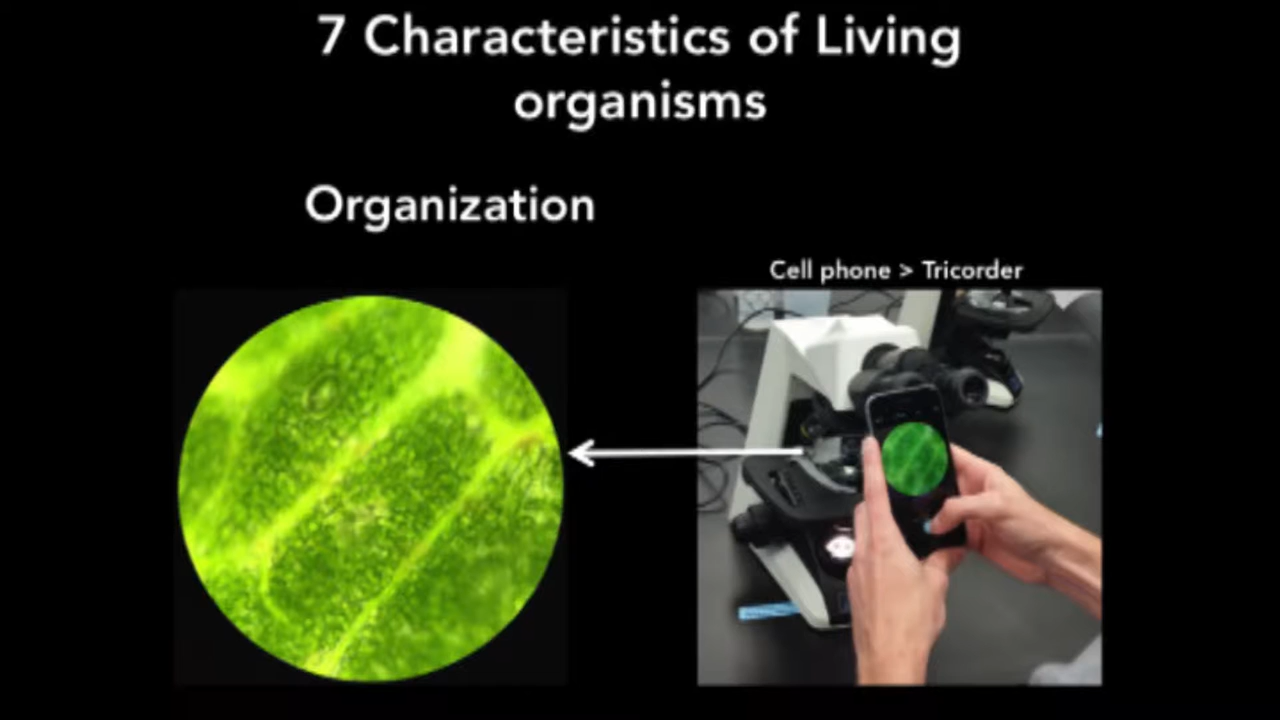 7 Characteristics of Living
organisms
Organization
Cell phone > Tricorder